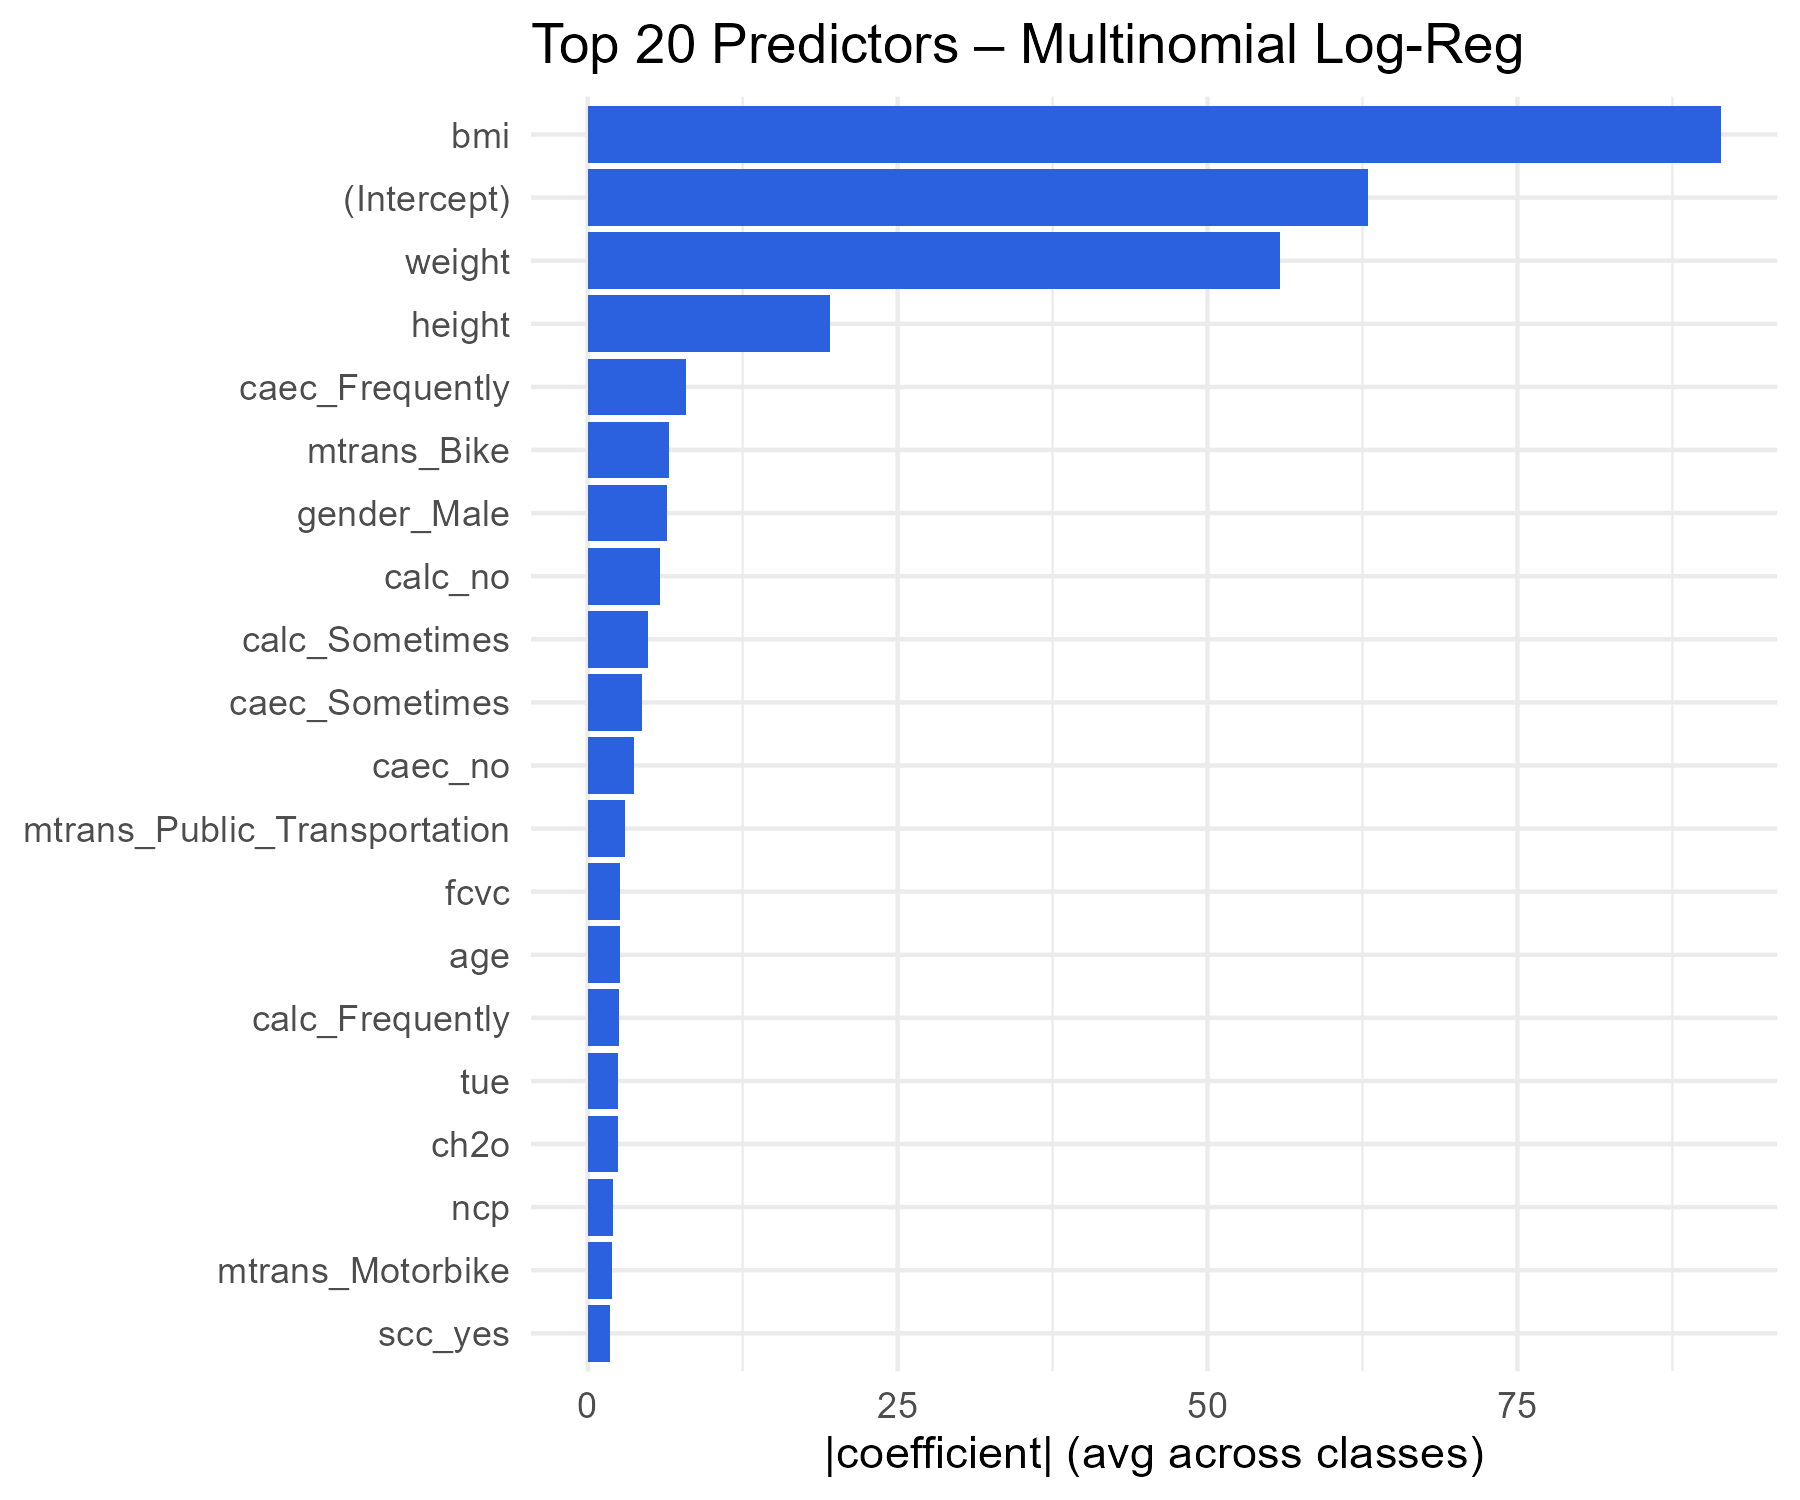 Top 20 Predictors – Multinomial Log-Reg
bmi
(Intercept)
weight
height
caec_Frequently
mtrans_Bike
gender_Male
calc_no
calc_Sometimes
caec_Sometimes
caec_no
mtrans_Public_Transportation
fcvc
age
calc_Frequently
tue
ch2o
ncp
mtrans_Motorbike
scc_yes
0 25 50 75
|coefficient| (avg across classes)